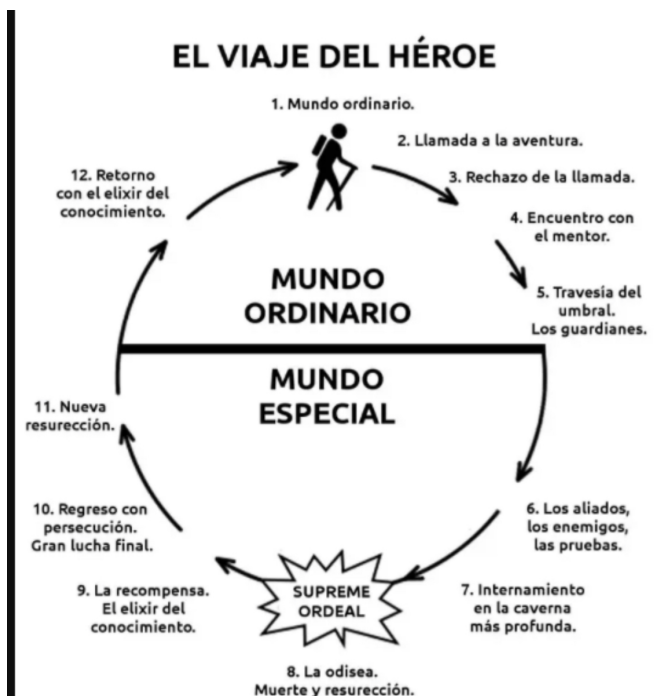 EL VIAJE DEL HÉROE
1. Mundo ordinario.
2. Llamada a la aventura.
3. Rechazo de la llamada.
4. Encuentro con
el mentor.
5. Travesía del
umbral.
Los guardianes.
MUNDO
ORDINARIO
MUNDO
ESPECIAL
6. Los aliados,
los enemigos,
las pruebas.
7. Internamiento
en la caverna
más profunda.
SUPREME
ORDEAL
8. La odisea.
Muerte y resurección.
9. La recompensa.
El elixir del
conocimiento.
10. Regreso con
persecución.
Gran lucha final.
11. Nueva
resurección.
12. Retorno
con el elixir del
conocimiento.